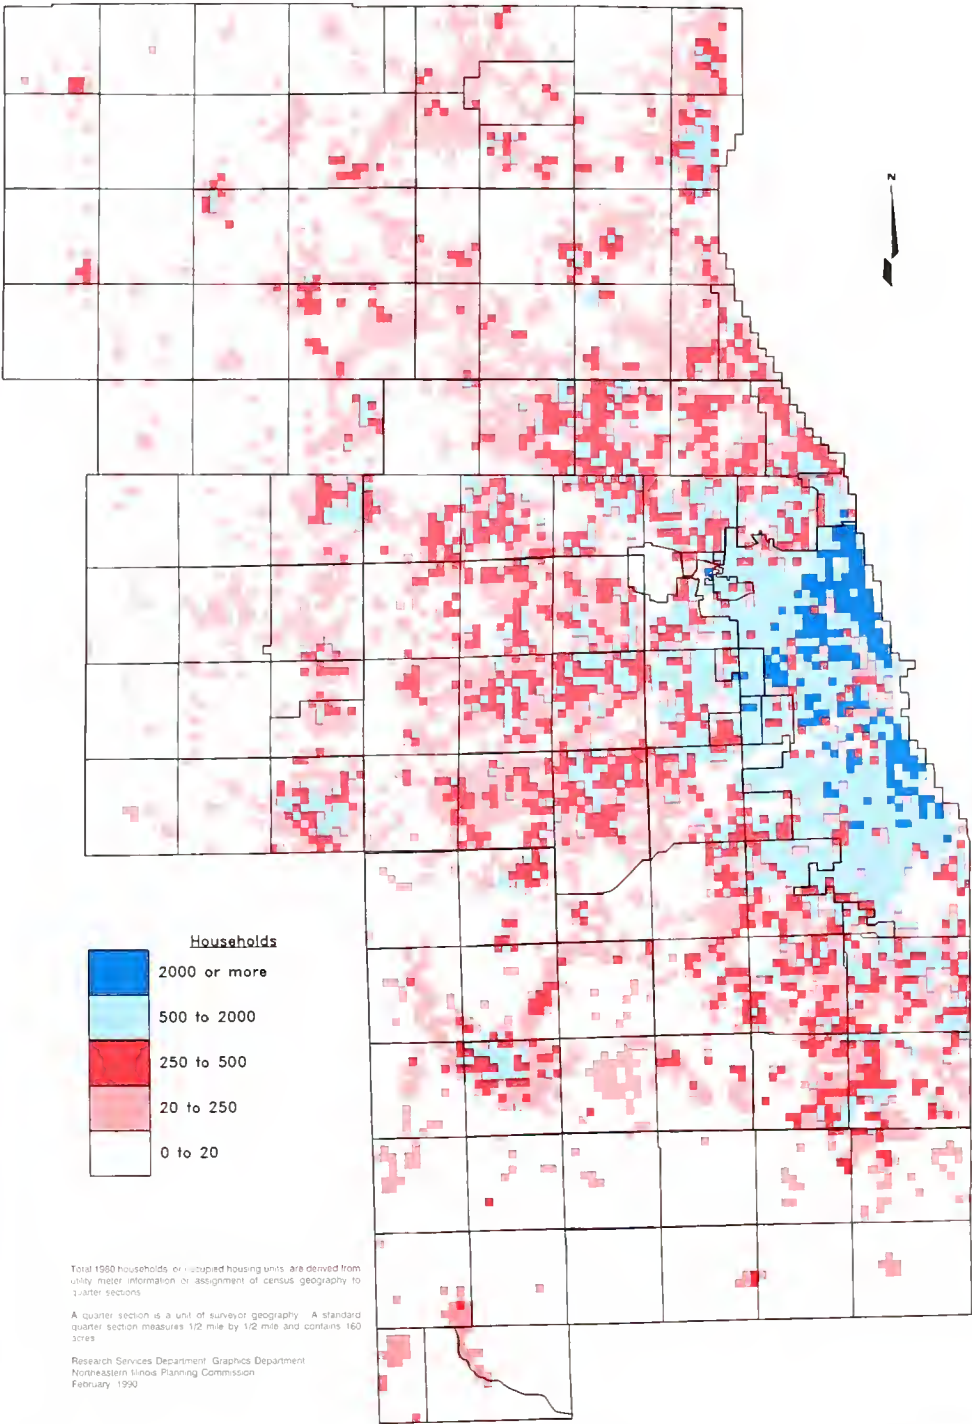 N
Households
2000 or more
500 to 2000
250 to 500
20 to 250
0 to 20
Total 1980 households, or occupied housing units, are derived from
utility meter information or assignment of census geography to
quarter sections
A quarter section is a unit of surveyor geography. A standard
quarter section measures 1/2 mile by 1/2 mile and contains 160
acres
Research Services Department Graphics Department
Northeastern Illinois Planning Commission
February 1990